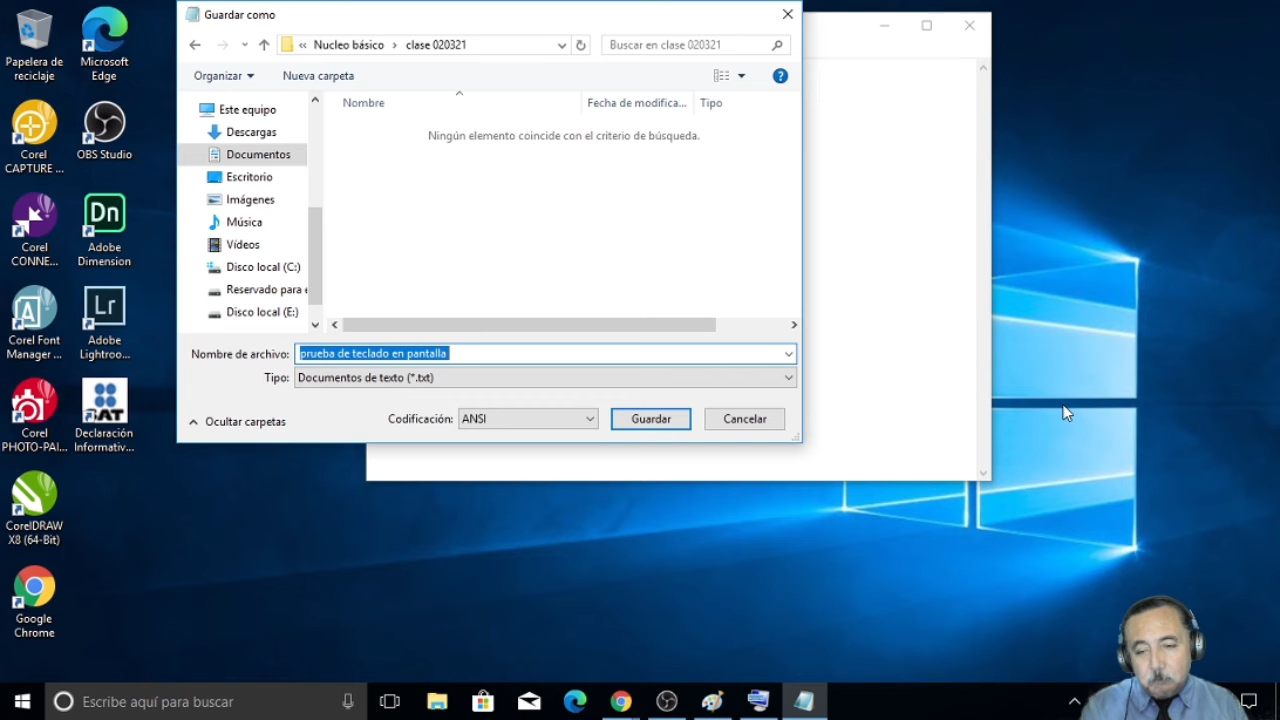 Guardar como
« Nucleo básico › clase 020321
Buscar en clase 020321
Organizar
Nueva carpeta
?
Este equipo
Descargas
Documentos
Escritorio
Imágenes
Música
Vídeos
Disco local (C:)
Reservado para e
Disco local (E:)
Nombre
Fecha de modifica...
Tipo
Ningún elemento coincide con el criterio de búsqueda.
Nombre de archivo: prueba de teclado en pantalla
Tipo: Documentos de texto (*.txt)
Ocultar carpetas
Codificación: ANSI
Guardar
Cancelar
Papelera de reciclaje
Microsoft Edge
Corel CAPTURE ...
OBS Studio
Corel CONNE...
Dn
Adobe Dimension
Corel Font Manager ...
Lr
Adobe Lightroo...
Corel PHOTO-PAI...
Declaración Informativ...
CorelDRAW X8 (64-Bit)
Google Chrome
Escribe aquí para buscar